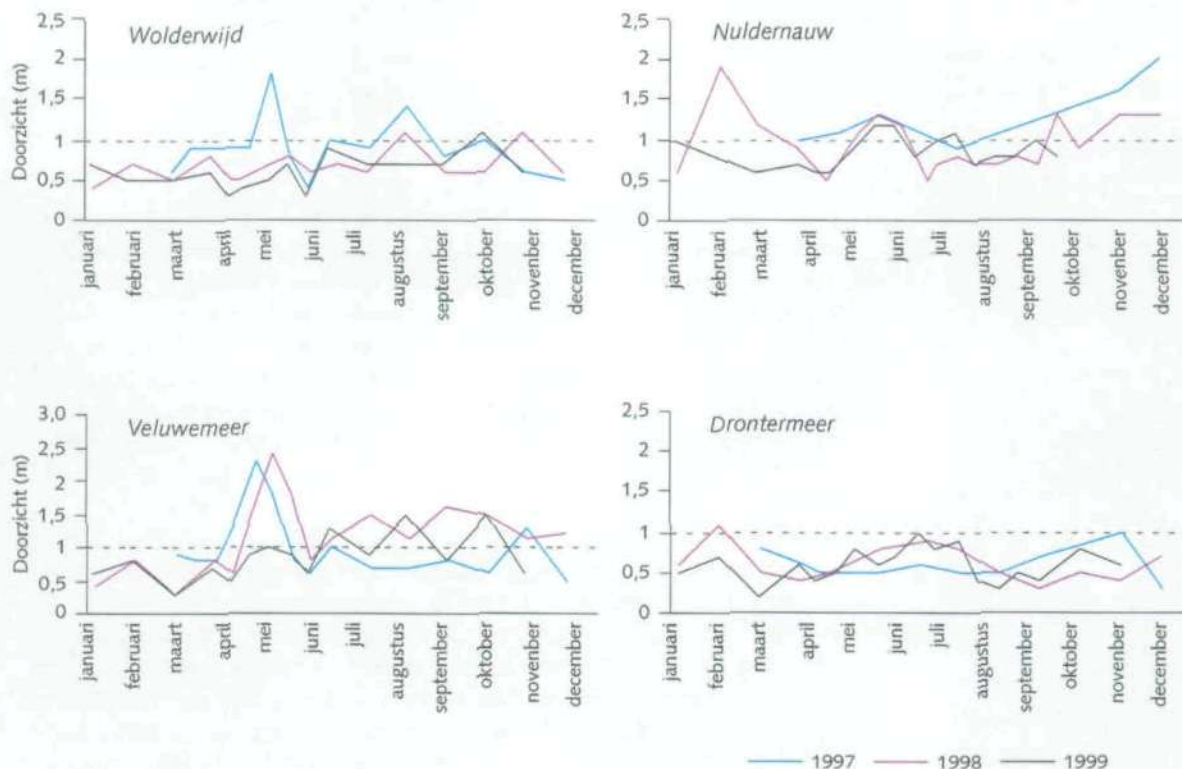 Wolderwijd
Doorzicht (m)
2,5
2
1,5
1
0,5
0
januari
februari
maart
april
mei
juni
juli
augustus
september
oktober
november
december
Nuldernauw
2,5
2
1,5
1
0,5
0
januari
februari
maart
april
mei
juni
juli
augustus
september
oktober
november
december
Veluwemeer
Doorzicht (m)
3,0
2,5
2
1,5
1
0,5
0
januari
februari
maart
april
mei
juni
juli
augustus
september
oktober
november
december
Drontermeer
2,5
2
1,5
1
0,5
0
januari
februari
maart
april
mei
juni
juli
augustus
september
oktober
november
december
1997 1998 1999